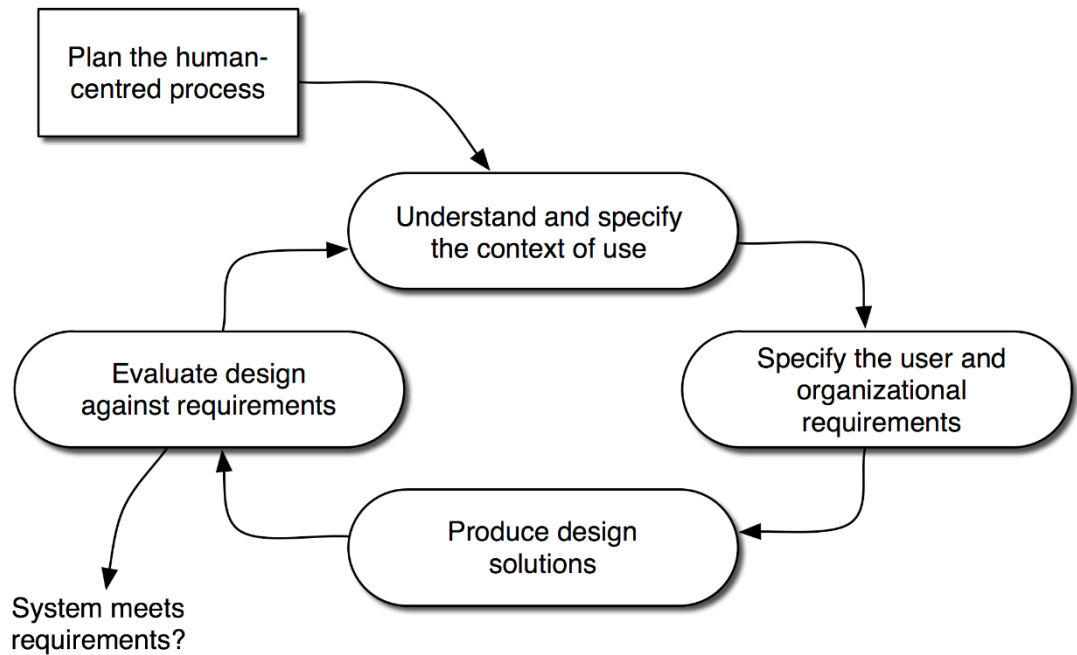 Plan the human-
centred process
Understand and specify
the context of use
Specify the user and
organizational
requirements
Produce design
solutions
Evaluate design
against requirements
System meets
requirements?